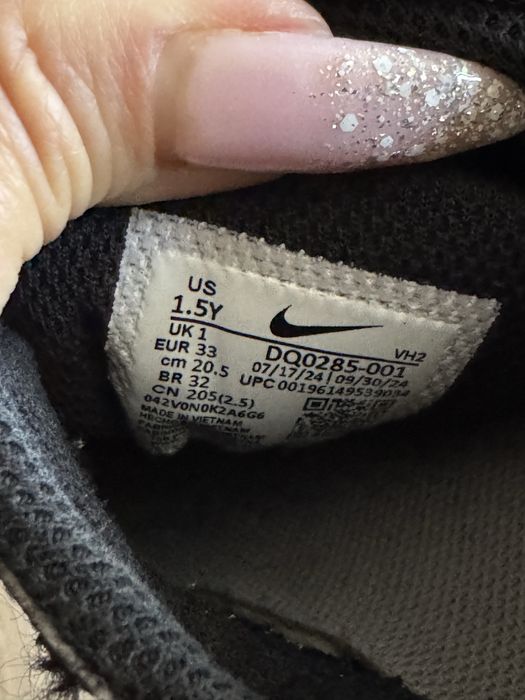 US
1.5Y
UK 1
EUR 33
cm 20.5
BR 32
CN 205(2.5)
042V0N0K2A6G6
MADE IN VIETNAM
VH2
DQ0285-001
07/17/24 | 09/30/24
UPC 00196149539034